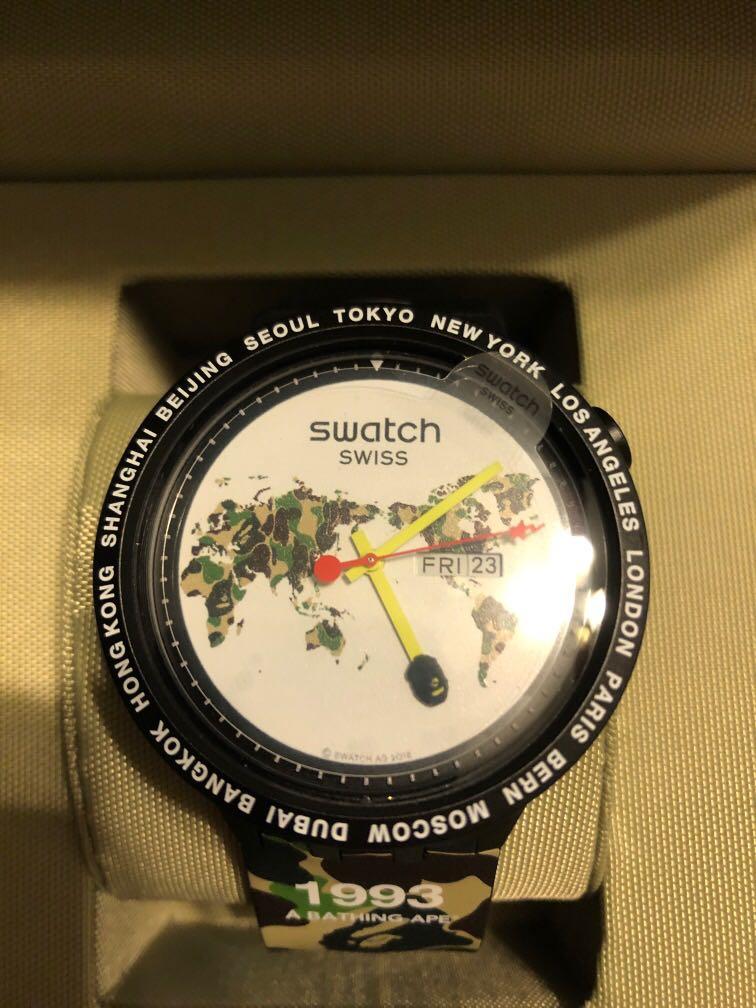 TOKYO NEW YORK LOS ANGELES LONDON PARIS BERN MOSCOW DUBAI BANGKOK HONG KONG SHANGHAI BEIJING SEOUL
swatch
SWISS
swatch
SWISS
FRI 23
© SWATCH AG 2018
1993
A BATHING APE